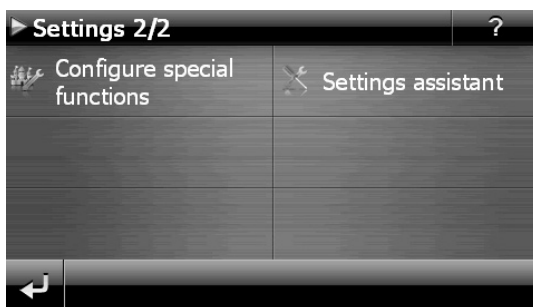 Settings 2/2
?
Configure special
functions
Settings assistant